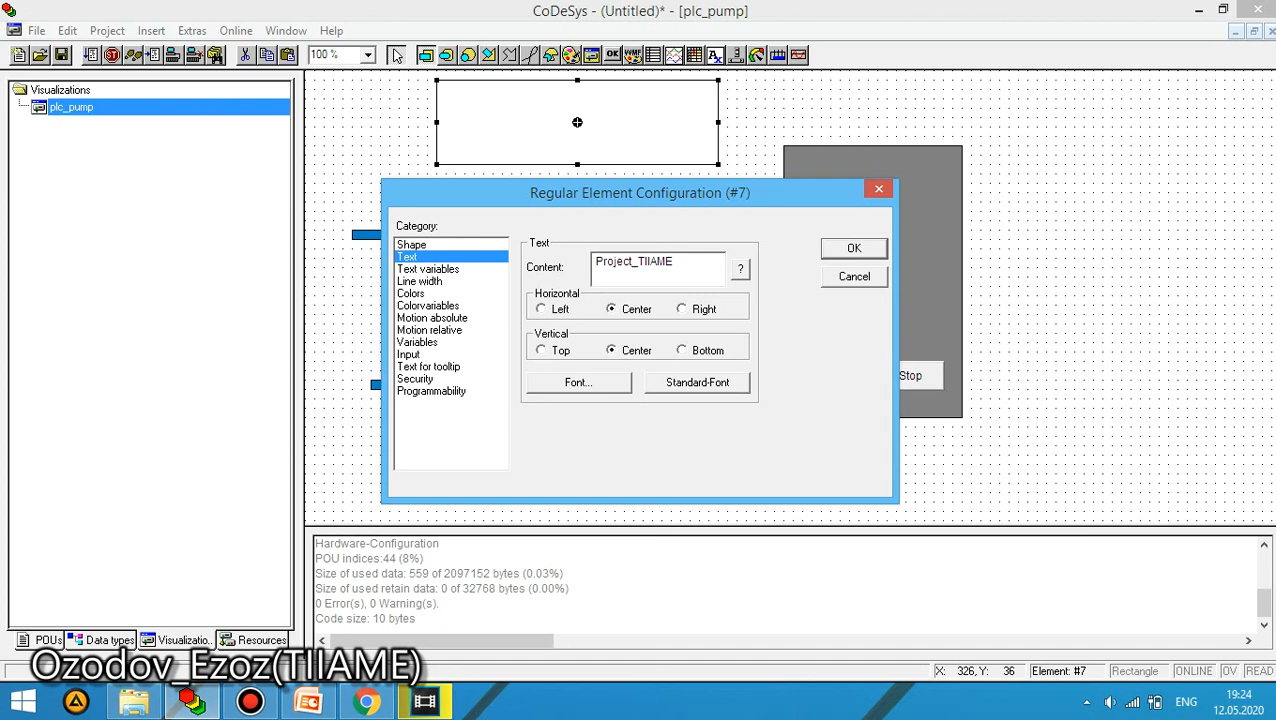 CoDeSys - (Untitled)* - [plc_pump]
File Edit Project Insert Extras Online Window Help
100 %
OK
Visualizations
plc_pump
Regular Element Configuration (#7)
Category:
Shape
Text
Text variables
Line width
Colors
Colorvariables
Motion absolute
Motion relative
Variables
Input
Text for tooltip
Security
Programmability
Text
Content:
Project_TIIAME
?
Horizontal
Left Center Right
Vertical
Top Center Bottom
Font... Standard-Font
OK
Cancel
Stop
Hardware-Configuration
POU indices:44 (8%)
Size of used data: 559 of 2097152 bytes (0.03%)
Size of used retain data: 0 of 32768 bytes (0.00%)
0 Error(s), 0 Warning(s).
Code size: 10 bytes
POUs Data types Visualizatio.. Resources
Ozodov_Ezoz(TIIAME)
X: 326, Y: 36 Element: #7 Rectangle ONLINE OV READ
ENG
19:24
12.05.2020